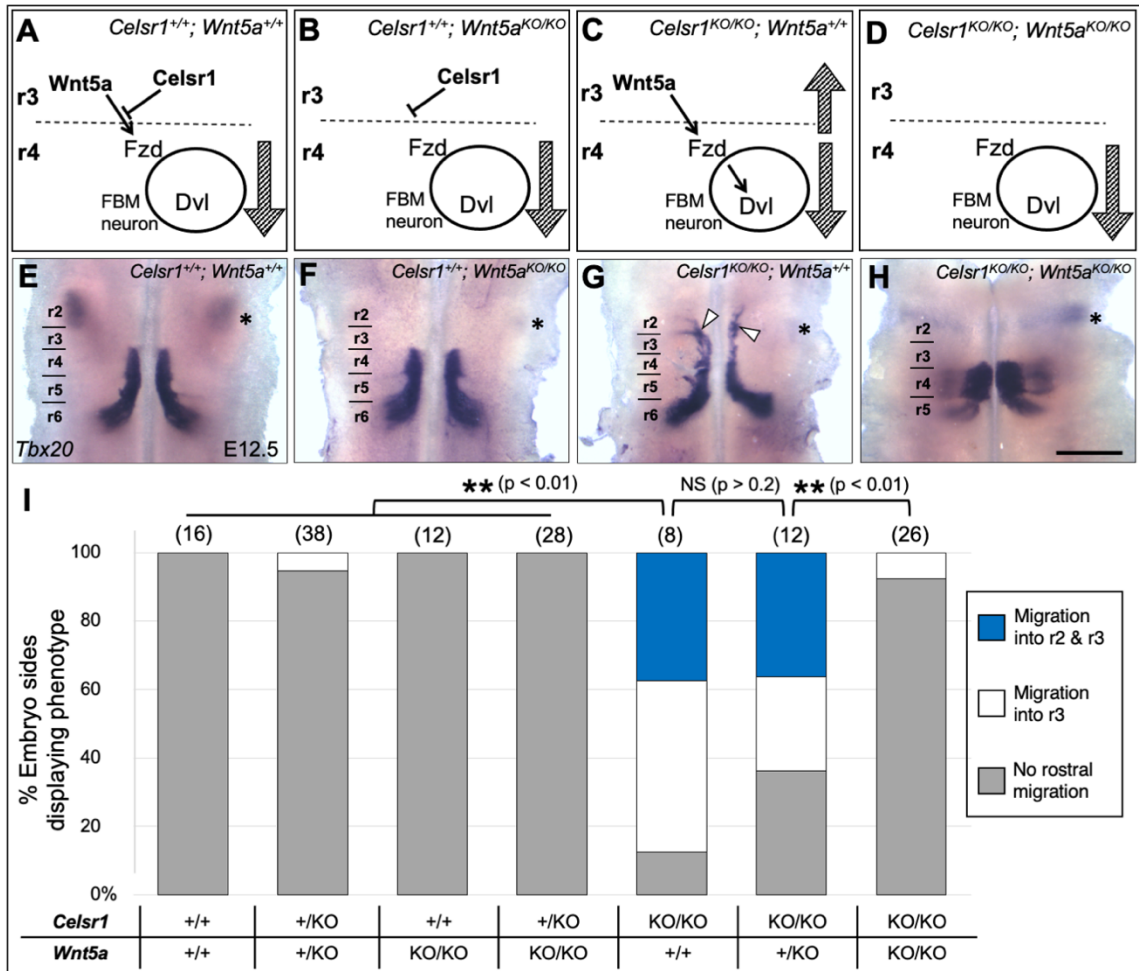 A
Celsr1+/+; Wnt5a+/+
r3
Wnt5a
Celsr1
r4
Fzd
Dvl
FBM
neuron
B
Celsr1+/+; Wnt5aKO/KO
r3
Celsr1
r4
Fzd
Dvl
FBM
neuron
C
Celsr1KO/KO; Wnt5a+/+
r3
Wnt5a
r4
Fzd
Dvl
FBM
neuron
D
Celsr1KO/KO; Wnt5aKO/KO
r3
r4
Fzd
Dvl
FBM
neuron
E
Celsr1+/+; Wnt5a+/+
r2
r3
r4
r5
r6
*
Tbx20
E12.5
F
Celsr1+/+; Wnt5aKO/KO
r2
r3
r4
r5
r6
*
G
Celsr1KO/KO; Wnt5a+/+
r2
r3
r4
r5
r6
*
H
Celsr1KO/KO; Wnt5aKO/KO
r2
r3
r4
r5
*
I
** (p < 0.01)
NS (p > 0.2)
** (p < 0.01)
(16) (38) (12) (28) (8) (12) (26)
% Embryo sides
displaying phenotype
100
80
60
40
20
0%
Migration
into r2 & r3
Migration
into r3
No rostral
migration
Celsr1 +/+ +/KO +/+ +/KO KO/KO KO/KO KO/KO
Wnt5a +/+ +/KO KO/KO KO/KO +/+ +/KO KO/KO